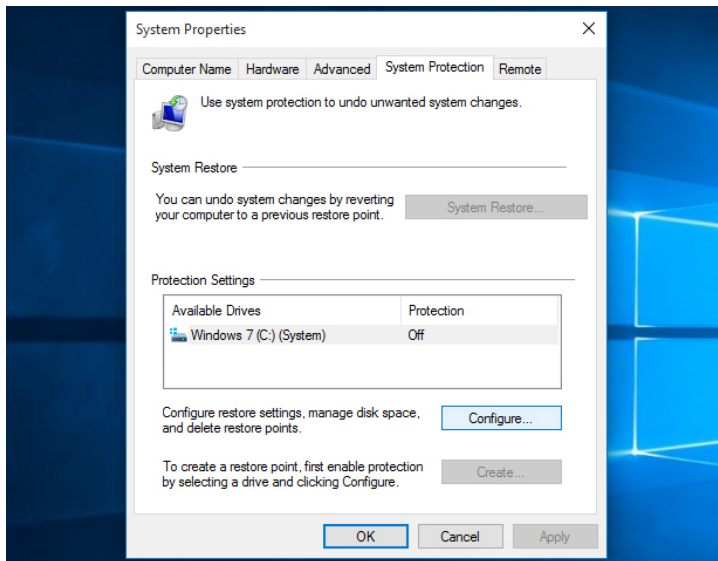 System Properties
Computer Name Hardware Advanced System Protection Remote
Use system protection to undo unwanted system changes.
System Restore
You can undo system changes by reverting
your computer to a previous restore point.
System Restore...
Protection Settings
Available Drives Protection
Windows 7 (C:) (System) Off
Configure restore settings, manage disk space,
and delete restore points.
Configure...
To create a restore point, first enable protection
by selecting a drive and clicking Configure.
Create...
OK Cancel Apply